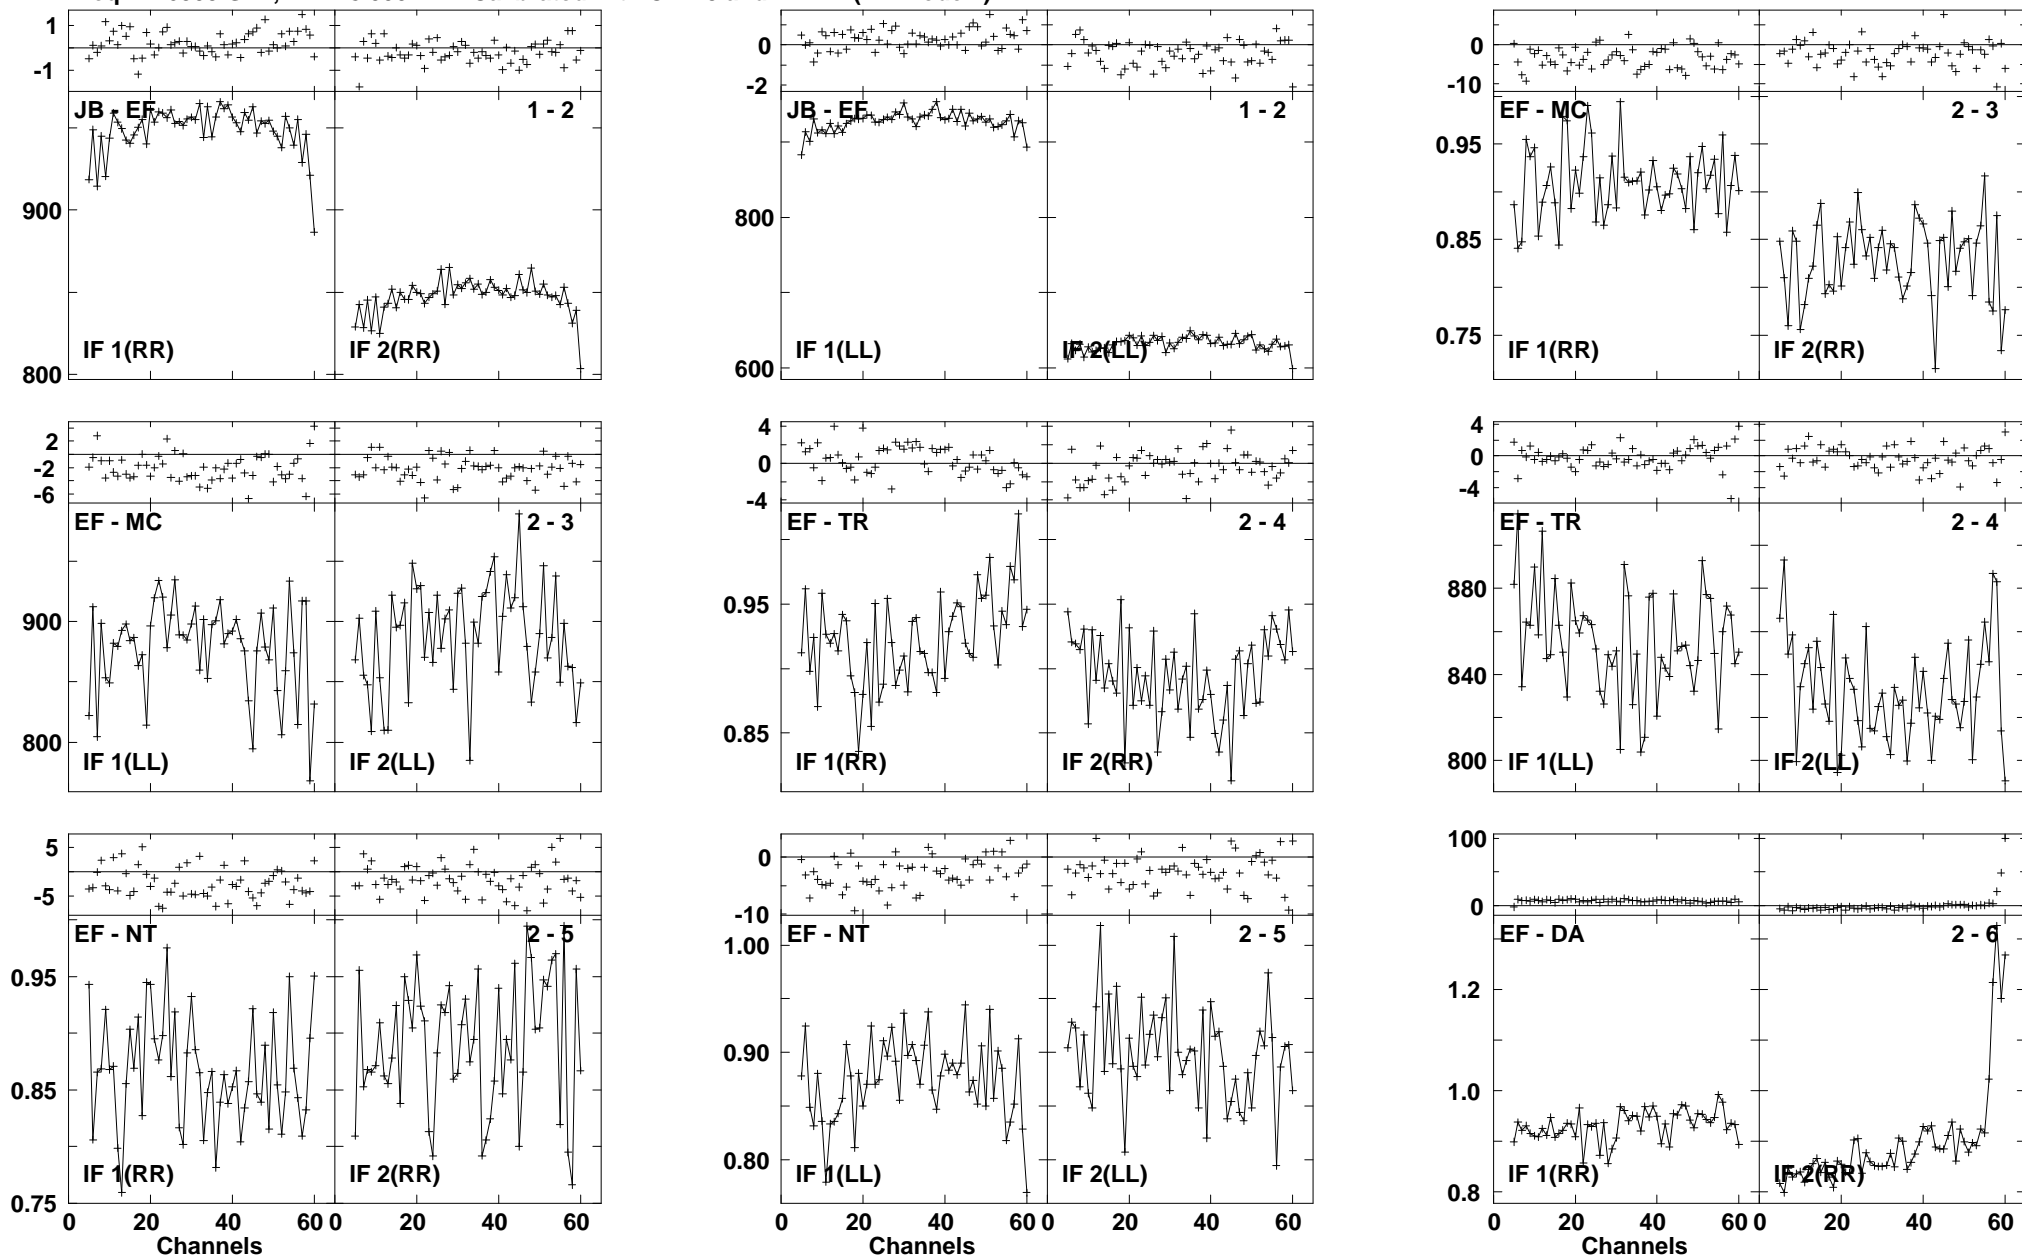 1
-1
JB - EF
1 - 2
900
800
IF 1(RR)
IF 2(RR)
0
-2
JB - EF
1 - 2
800
600
IF 1(LL)
IF 2(LL)
0
-10
EF - MC
2 - 3
0.95
0.85
0.75
IF 1(RR)
IF 2(RR)
2
-2
-6
EF - MC
2 - 3
900
800
IF 1(LL)
IF 2(LL)
4
0
-4
EF - TR
2 - 4
0.95
0.85
IF 1(RR)
IF 2(RR)
4
0
-4
EF - TR
2 - 4
880
840
800
IF 1(LL)
IF 2(LL)
5
-5
EF - NT
2 - 5
0.95
0.85
0.75
IF 1(RR)
IF 2(RR)
0 20 40 60 0 20 40 60
Channels
0
-10
EF - NT
2 - 5
1.00
0.90
0.80
IF 1(LL)
IF 2(LL)
0 20 40 60 0 20 40 60
Channels
100
0
EF - DA
2 - 6
1.2
1.0
0.8
IF 1(RR)
IF 2(RR)
0 20 40 60 0 20 40 60
Channels